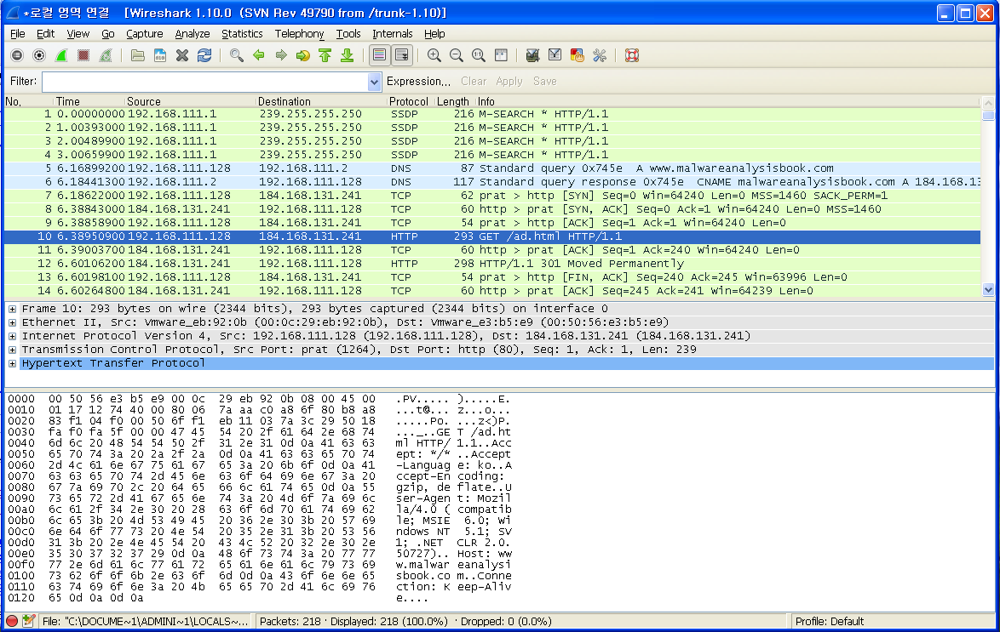 *로컬 영역 연결   [Wireshark 1.10.0  (SVN Rev 49790 from /trunk-1.10)]
File Edit View Go Capture Analyze Statistics Telephony Tools Internals Help
Filter: Expression... Clear Apply Save
No. Time Source Destination Protocol Length Info
1 0.00000000 192.168.111.1 239.255.255.250 SSDP 216 M-SEARCH * HTTP/1.1
2 1.00393000 192.168.111.1 239.255.255.250 SSDP 216 M-SEARCH * HTTP/1.1
3 2.00489900 192.168.111.1 239.255.255.250 SSDP 216 M-SEARCH * HTTP/1.1
4 3.00659900 192.168.111.1 239.255.255.250 SSDP 216 M-SEARCH * HTTP/1.1
5 6.16899200 192.168.111.128 192.168.111.2 DNS 87 Standard query 0x745e  A www.malwareanalysisbook.com
6 6.18441300 192.168.111.2 192.168.111.128 DNS 117 Standard query response 0x745e  CNAME malwareanalysisbook.com A 184.168.13
7 6.18622000 192.168.111.128 184.168.131.241 TCP 62 prat > http [SYN] Seq=0 Win=64240 Len=0 MSS=1460 SACK_PERM=1
8 6.38843000 184.168.131.241 192.168.111.128 TCP 60 http > prat [SYN, ACK] Seq=0 Ack=1 Win=64240 Len=0 MSS=1460
9 6.38858900 192.168.111.128 184.168.131.241 TCP 54 prat > http [ACK] Seq=1 Ack=1 Win=64240 Len=0
10 6.38950900 192.168.111.128 184.168.131.241 HTTP 293 GET /ad.html HTTP/1.1
11 6.39003700 184.168.131.241 192.168.111.128 TCP 60 http > prat [ACK] Seq=1 Ack=240 Win=64240 Len=0
12 6.60106200 184.168.131.241 192.168.111.128 HTTP 298 HTTP/1.1 301 Moved Permanently
13 6.60198100 192.168.111.128 184.168.131.241 TCP 54 prat > http [FIN, ACK] Seq=240 Ack=245 Win=63996 Len=0
14 6.60264800 184.168.131.241 192.168.111.128 TCP 60 http > prat [ACK] Seq=245 Ack=241 Win=64239 Len=0
Frame 10: 293 bytes on wire (2344 bits), 293 bytes captured (2344 bits) on interface 0
Ethernet II, Src: Vmware_eb:92:0b (00:0c:29:eb:92:0b), Dst: Vmware_e3:b5:e9 (00:50:56:e3:b5:e9)
Internet Protocol Version 4, Src: 192.168.111.128 (192.168.111.128), Dst: 184.168.131.241 (184.168.131.241)
Transmission Control Protocol, Src Port: prat (1264), Dst Port: http (80), Seq: 1, Ack: 1, Len: 239
Hypertext Transfer Protocol
0000  00 50 56 e3 b5 e9 00 0c  29 eb 92 0b 08 00 45 00   .PV..... ).....E.
0010  01 17 12 74 40 00 80 06  7a aa c0 a8 6f 80 b8 a8   ...t@... z...o...
0020  83 f1 04 f0 00 50 6f f1  eb 11 03 7a 3c 29 50 18   .....Po. ...z<)P.
0030  fa f0 fa 5f 00 00 47 45  54 20 2f 61 64 2e 68 74   ..._..GE T /ad.ht
0040  6d 6c 20 48 54 54 50 2f  31 2e 31 0d 0a 41 63 63   ml HTTP/ 1.1..Acc
0050  65 70 74 3a 20 2a 2f 2a  0d 0a 41 63 63 65 70 74   ept: */* ..Accept
0060  2d 4c 61 6e 67 75 61 67  65 3a 20 6b 6f 0d 0a 41   -Languag e: ko..A
0070  63 63 65 70 74 2d 45 6e  63 6f 64 69 6e 67 3a 20   ccept-En coding:
0080  67 7a 69 70 2c 20 64 65  66 6c 61 74 65 0d 0a 55   gzip, de flate..U
0090  73 65 72 2d 41 67 65 6e  74 3a 20 4d 6f 7a 69 6c   ser-Agen t: Mozil
00a0  6c 61 2f 34 2e 30 20 28  63 6f 6d 70 61 74 69 62   la/4.0 ( compatib
00b0  6c 65 3b 20 4d 53 49 45  20 36 2e 30 3b 20 57 69   le; MSIE  6.0; Wi
00c0  6e 64 6f 77 73 20 4e 54  20 35 2e 31 3b 20 53 56   ndows NT  5.1; SV
00d0  31 3b 20 2e 4e 45 54 20  43 4c 52 20 32 2e 30 2e   1; .NET  CLR 2.0.
00e0  35 30 37 32 37 29 0d 0a  48 6f 73 74 3a 20 77 77   50727).. Host: ww
00f0  77 2e 6d 61 6c 77 61 72  65 61 6e 61 6c 79 73 69   w.malwar eanalysi
0100  73 62 6f 6f 6b 2e 63 6f  6d 0d 0a 43 6f 6e 6e 65   sbook.co m..Conne
0110  63 74 69 6f 6e 3a 20 4b  65 65 70 2d 41 6c 69 76   ction: K eep-Aliv
0120  65 0d 0a 0d 0a   e....
File: "C:\DOCUME~1\ADMINI~1\LOCALS~... Packets: 218 · Displayed: 218 (100.0%)  · Dropped: 0 (0.0%) Profile: Default